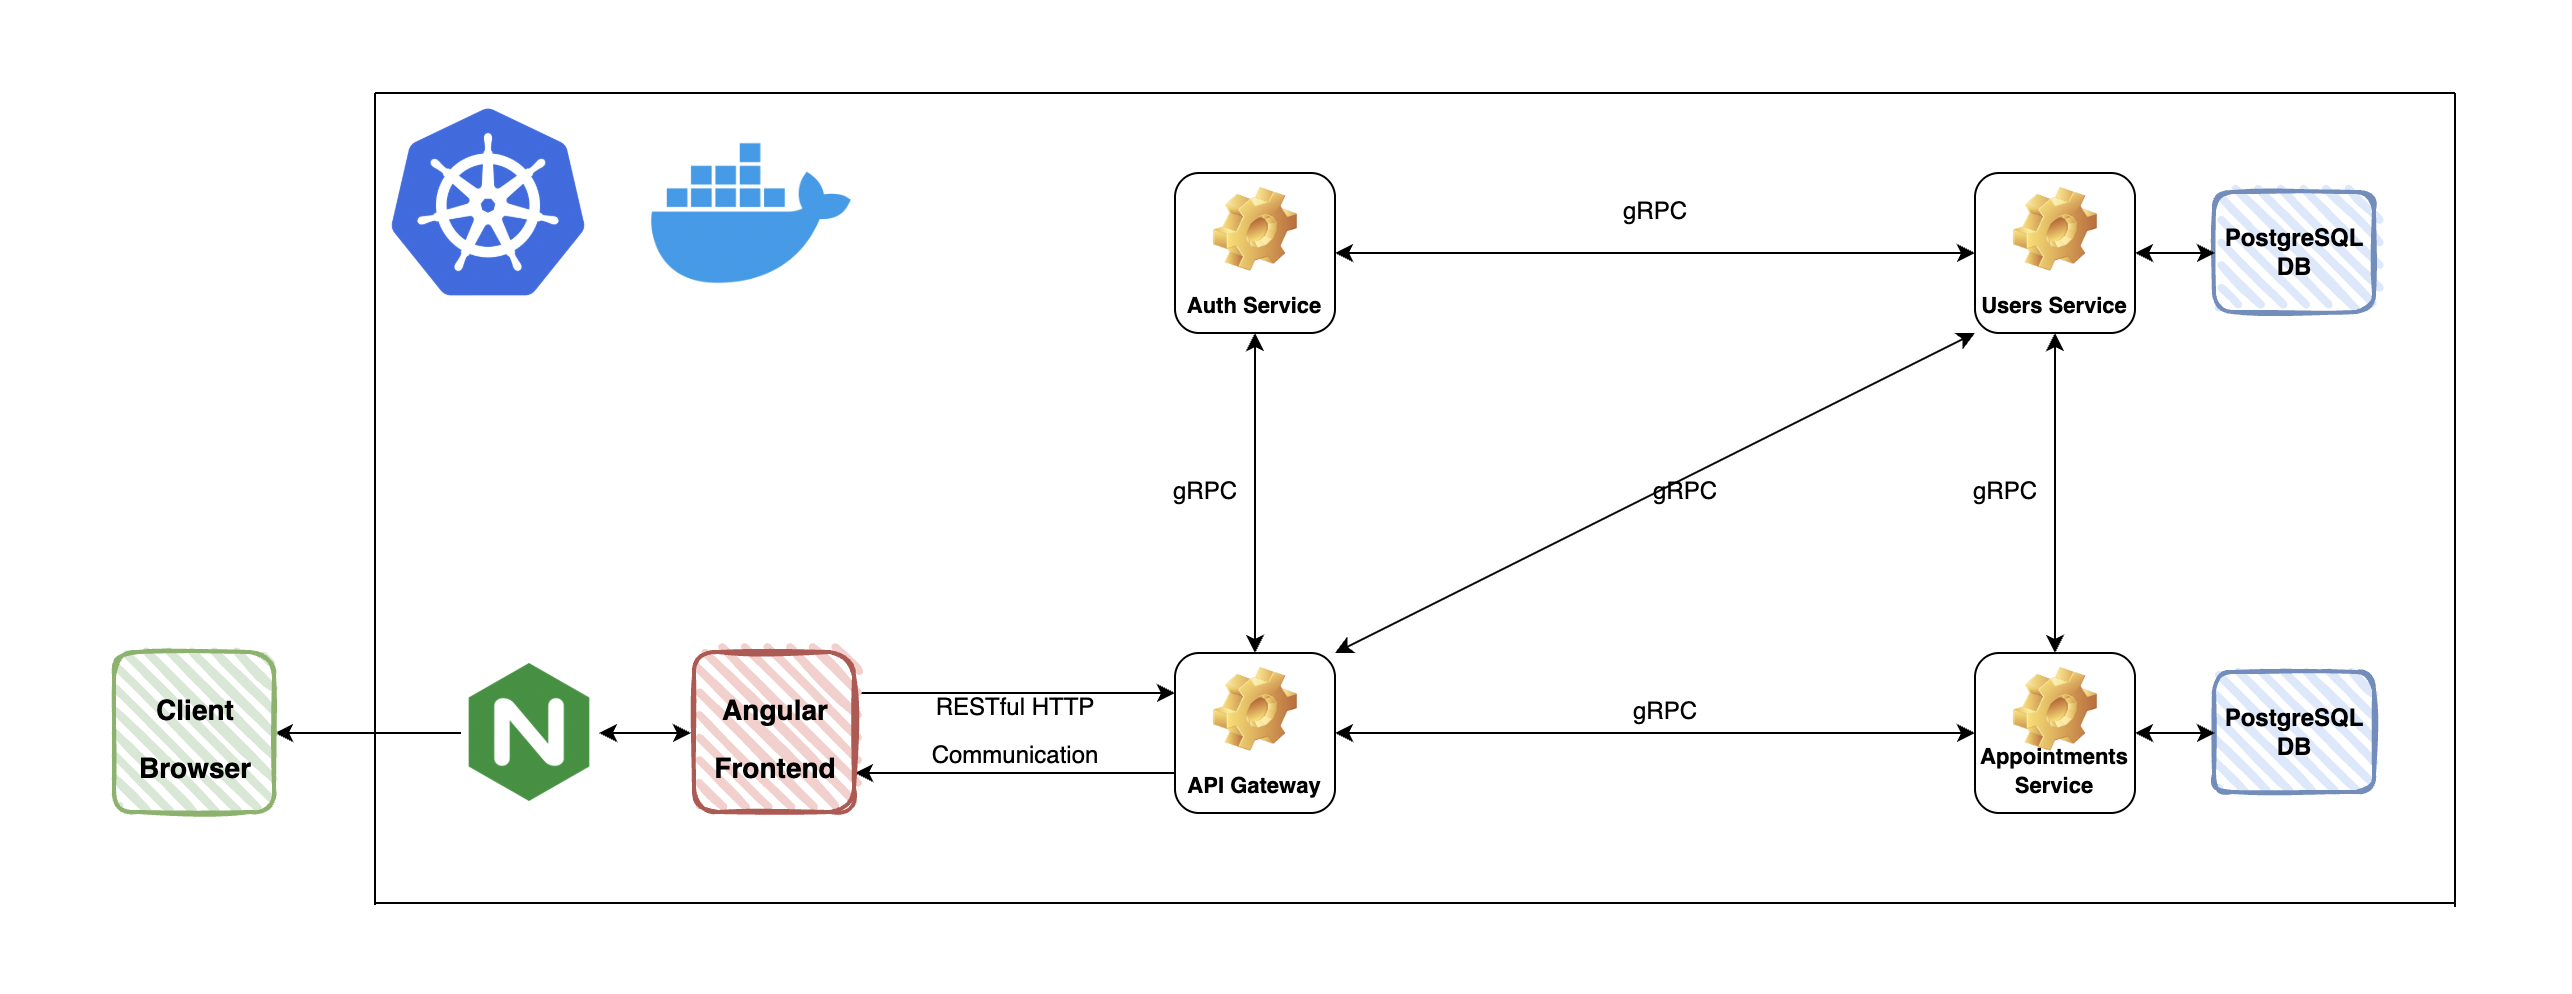 gRPC
Auth Service
Users Service
PostgreSQL
DB
gRPC
gRPC
gRPC
Client
Browser
N
Angular
Frontend
RESTful HTTP
Communication
API Gateway
gRPC
Appointments
Service
PostgreSQL
DB